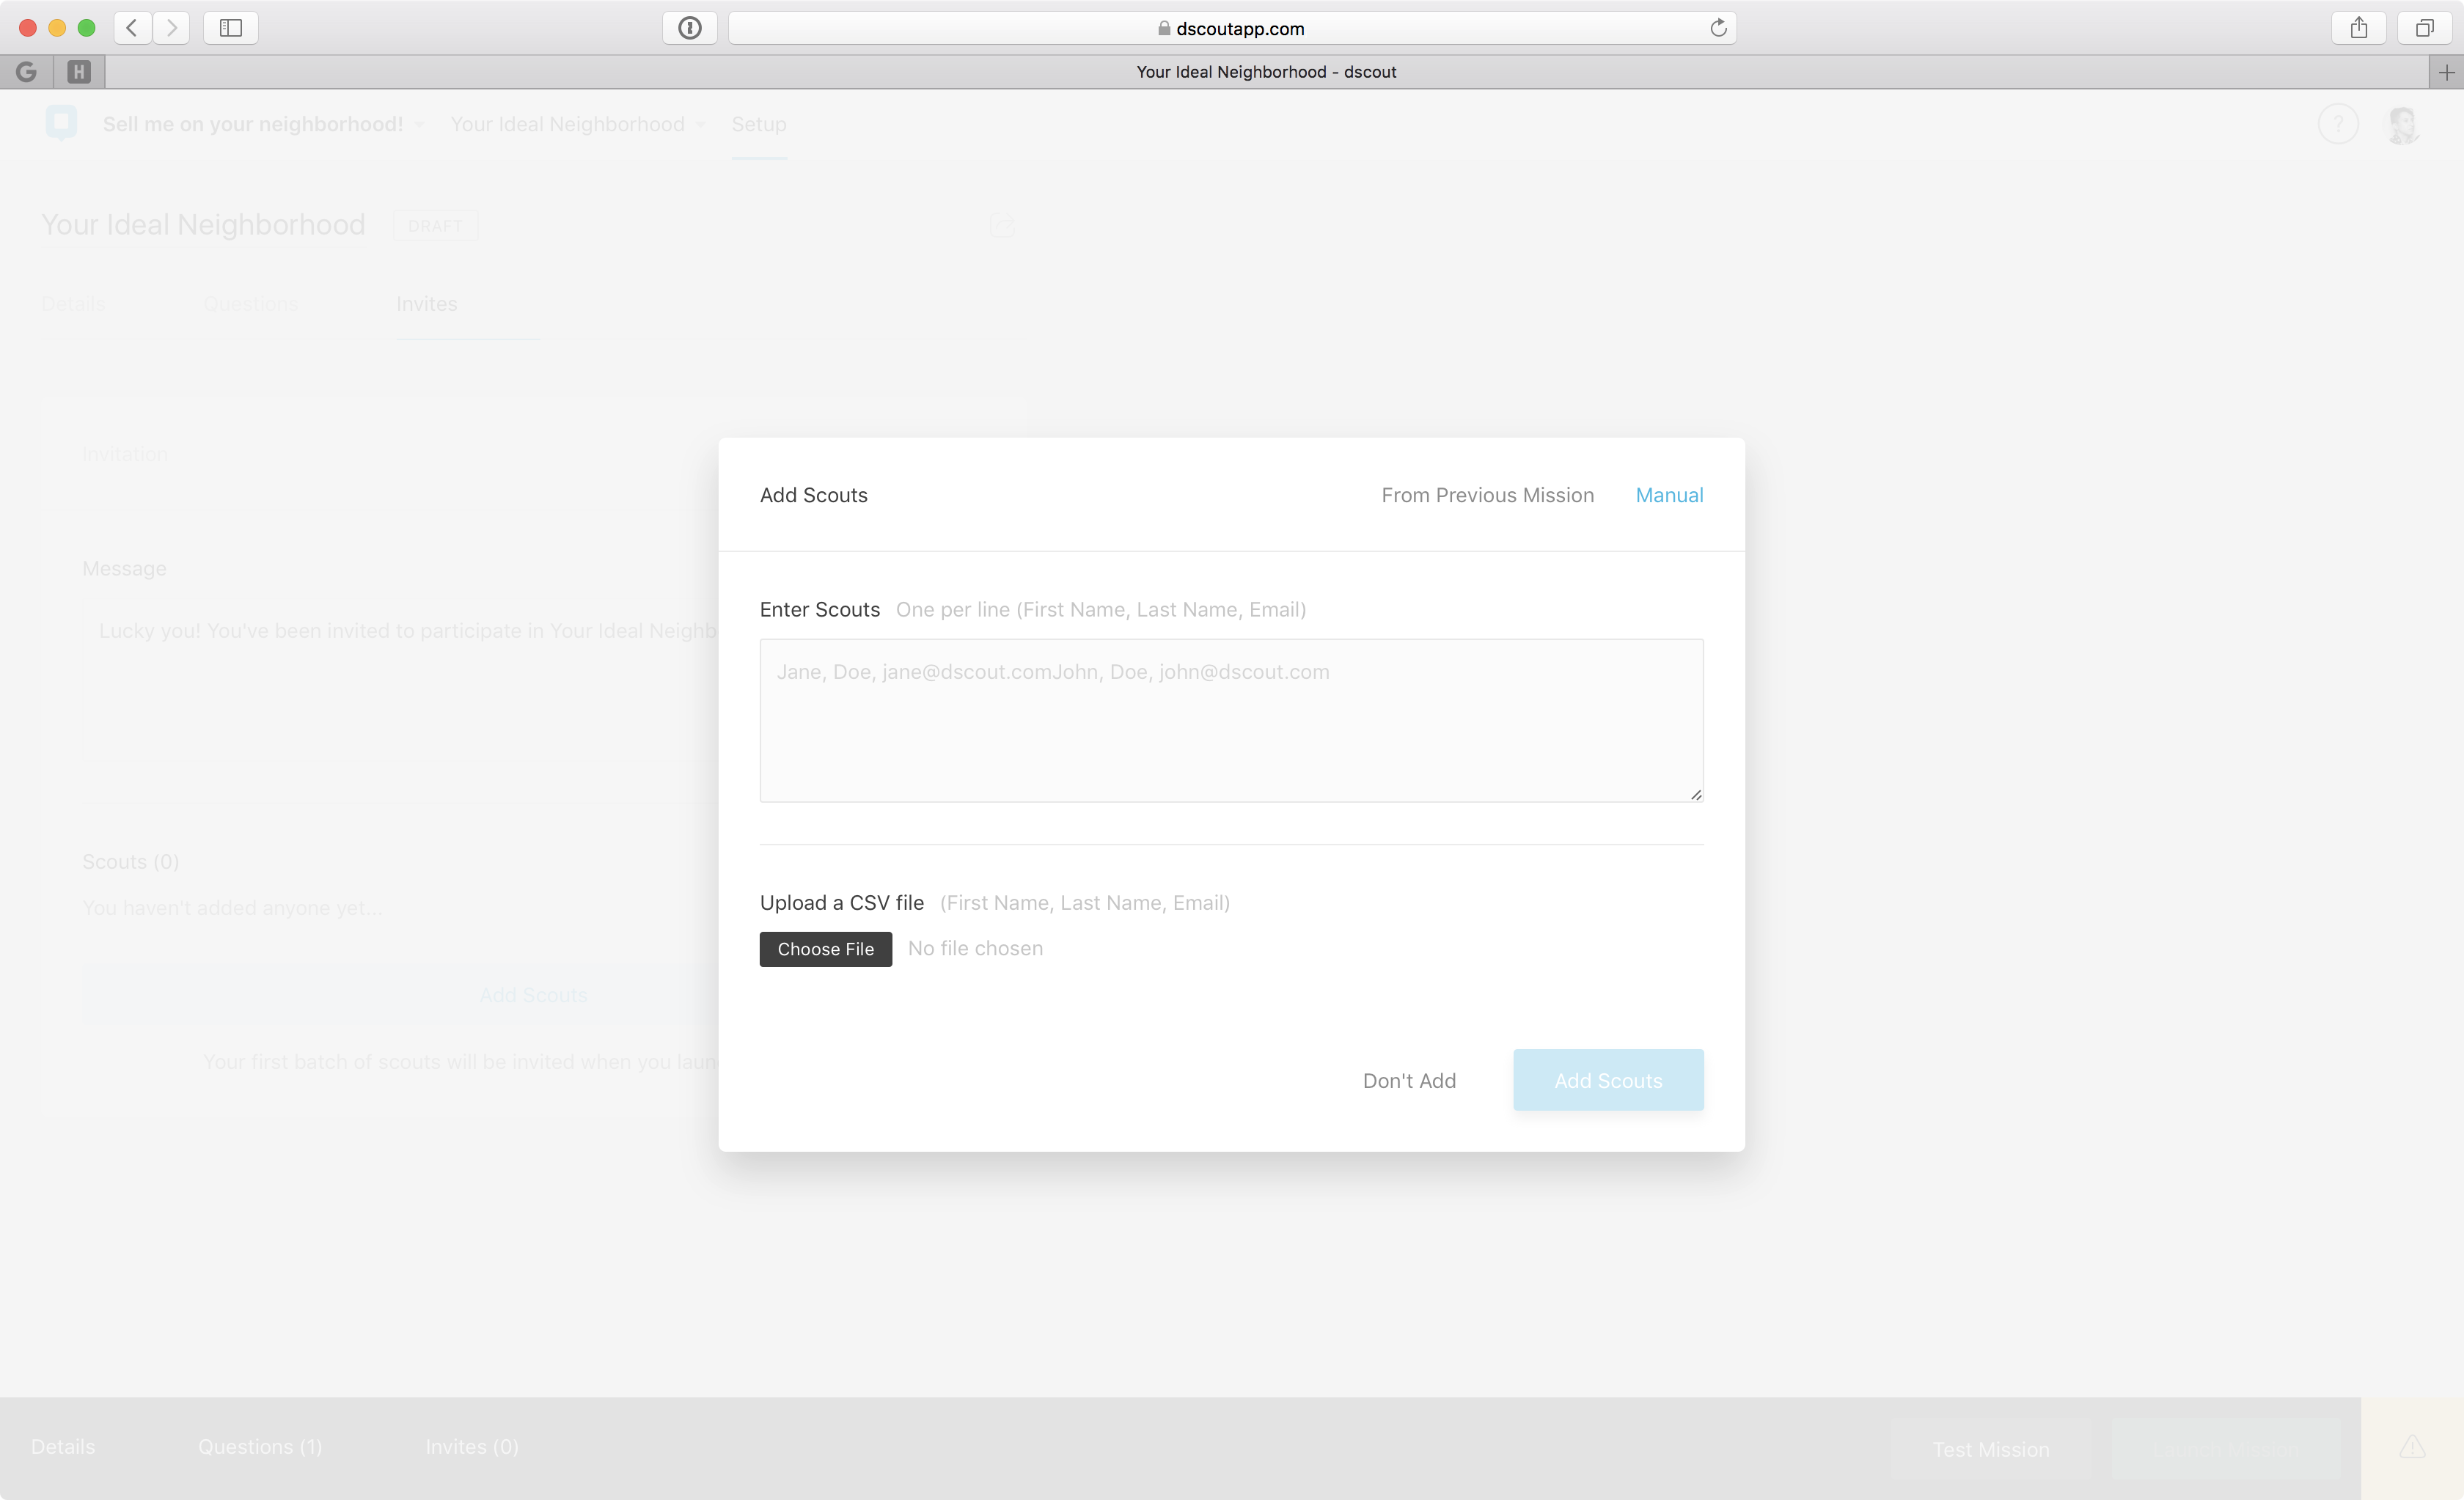 dscoutapp.com
G
H
Your Ideal Neighborhood - dscout
Sell me on your neighborhood!
Your Ideal Neighborhood
Setup
?
Your Ideal Neighborhood
DRAFT
Details
Questions
Invites
Invitation
Message
Lucky you! You've been invited to participate in Your Ideal Neighb
Scouts (0)
You haven't added anyone yet...
Add Scouts
Your first batch of scouts will be invited when you laun
Add Scouts
From Previous Mission
Manual
Enter Scouts One per line (First Name, Last Name, Email)
Jane, Doe, jane@dscout.comJohn, Doe, john@dscout.com
Upload a CSV file (First Name, Last Name, Email)
Choose File No file chosen
Don't Add
Add Scouts
Details
Questions (1)
Invites (0)
Test Mission